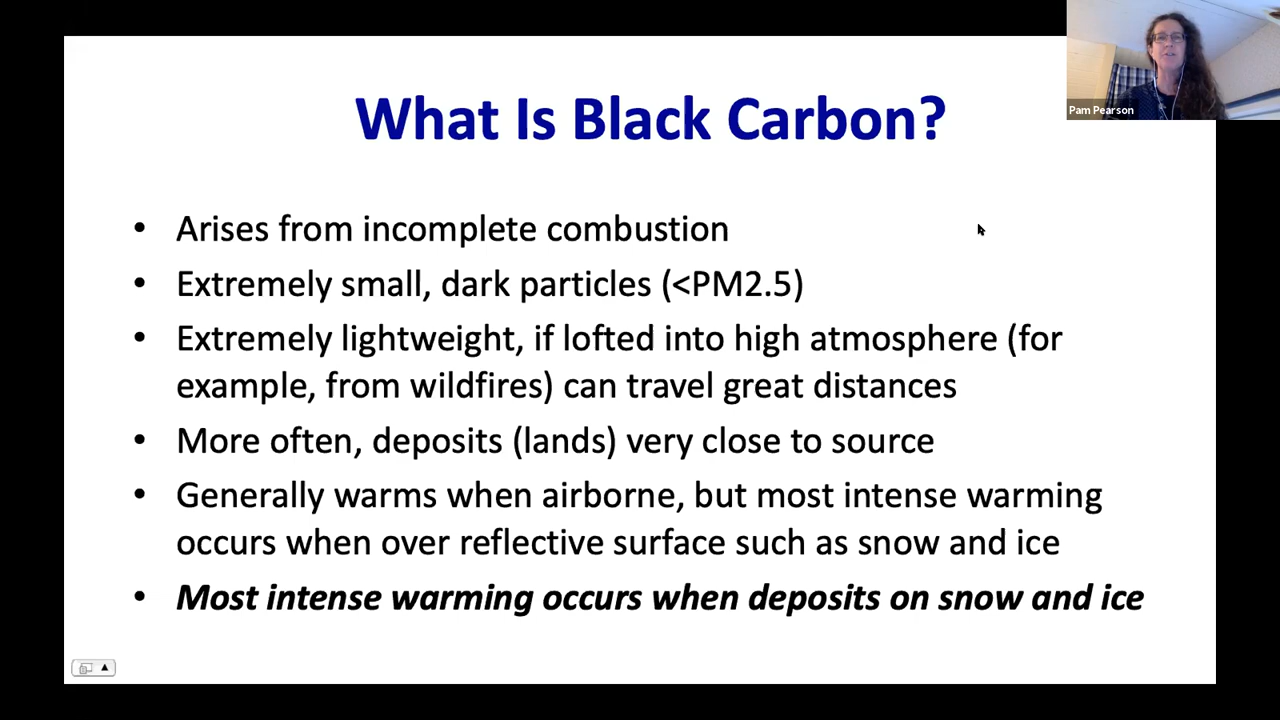 What Is Black Carbon?
Pam Pearson
• Arises from incomplete combustion
• Extremely small, dark particles (<PM2.5)
• Extremely lightweight, if lofted into high atmosphere (for
example, from wildfires) can travel great distances
• More often, deposits (lands) very close to source
• Generally warms when airborne, but most intense warming
occurs when over reflective surface such as snow and ice
• Most intense warming occurs when deposits on snow and ice